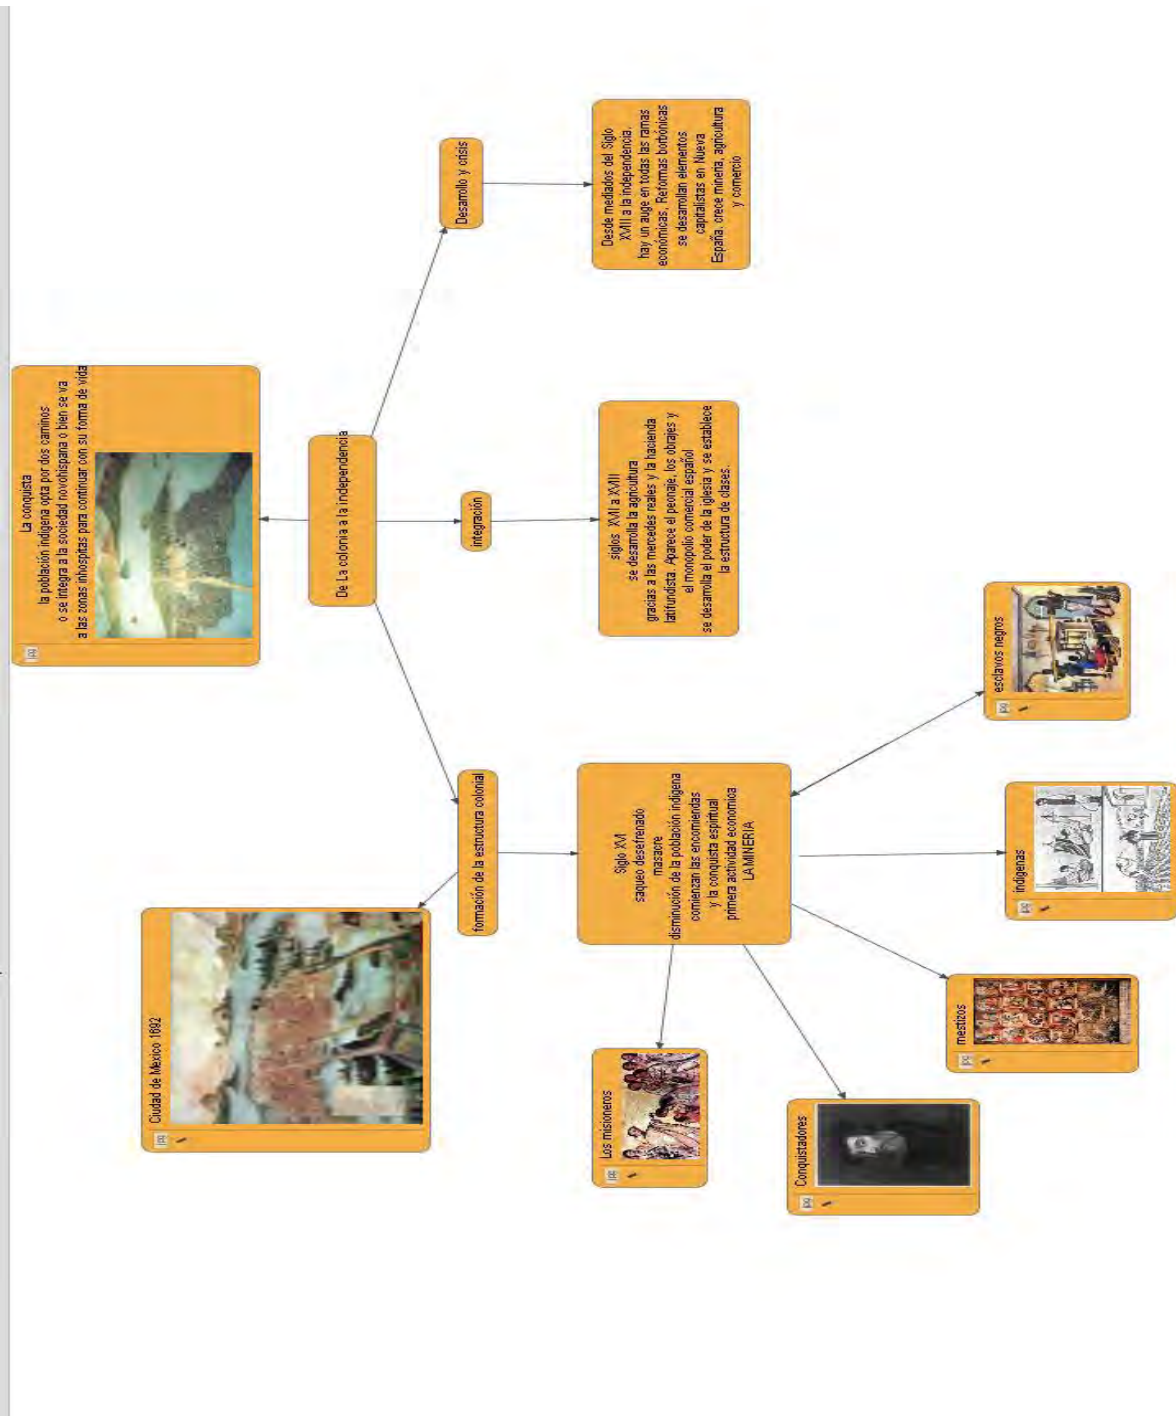 La conquista
la población indígena opta por dos caminos
o se integra a la sociedad novohispana o bien se va
a las zonas inhospitas para continuar con su forma de vida
De La colonia a la independencia
Ciudad de Mexico 1692
formación de la estructura colonial
integración
Desarrollo y crisis
Siglo XVI
saqueo desefrenado
masacre
disminución de la población indígena
comienzan las encomiendas
y la conquista espiritual
primera actividad economica
LA MINERIA
siglos XVI a XVIII
se desarrolla la agricultura
gracias a las mercedes reales y la hacienda
latifundista. Aparece el peonaje, los obrajes y
el monopolio comercial español
se desarrolla el poder de la iglesia y se establece
la estructura de clases.
Desde mediados del Siglo
XVIII a la independencia.
hay un auge en todas las ramas
económicas, Reformas borbónicas
se desarrollan elementos
capitalistas en Nueva
España. crece minería, agricultura
y comercio
Los misioneros
Conquistadores
mestizos
indigenas
esclavos negros